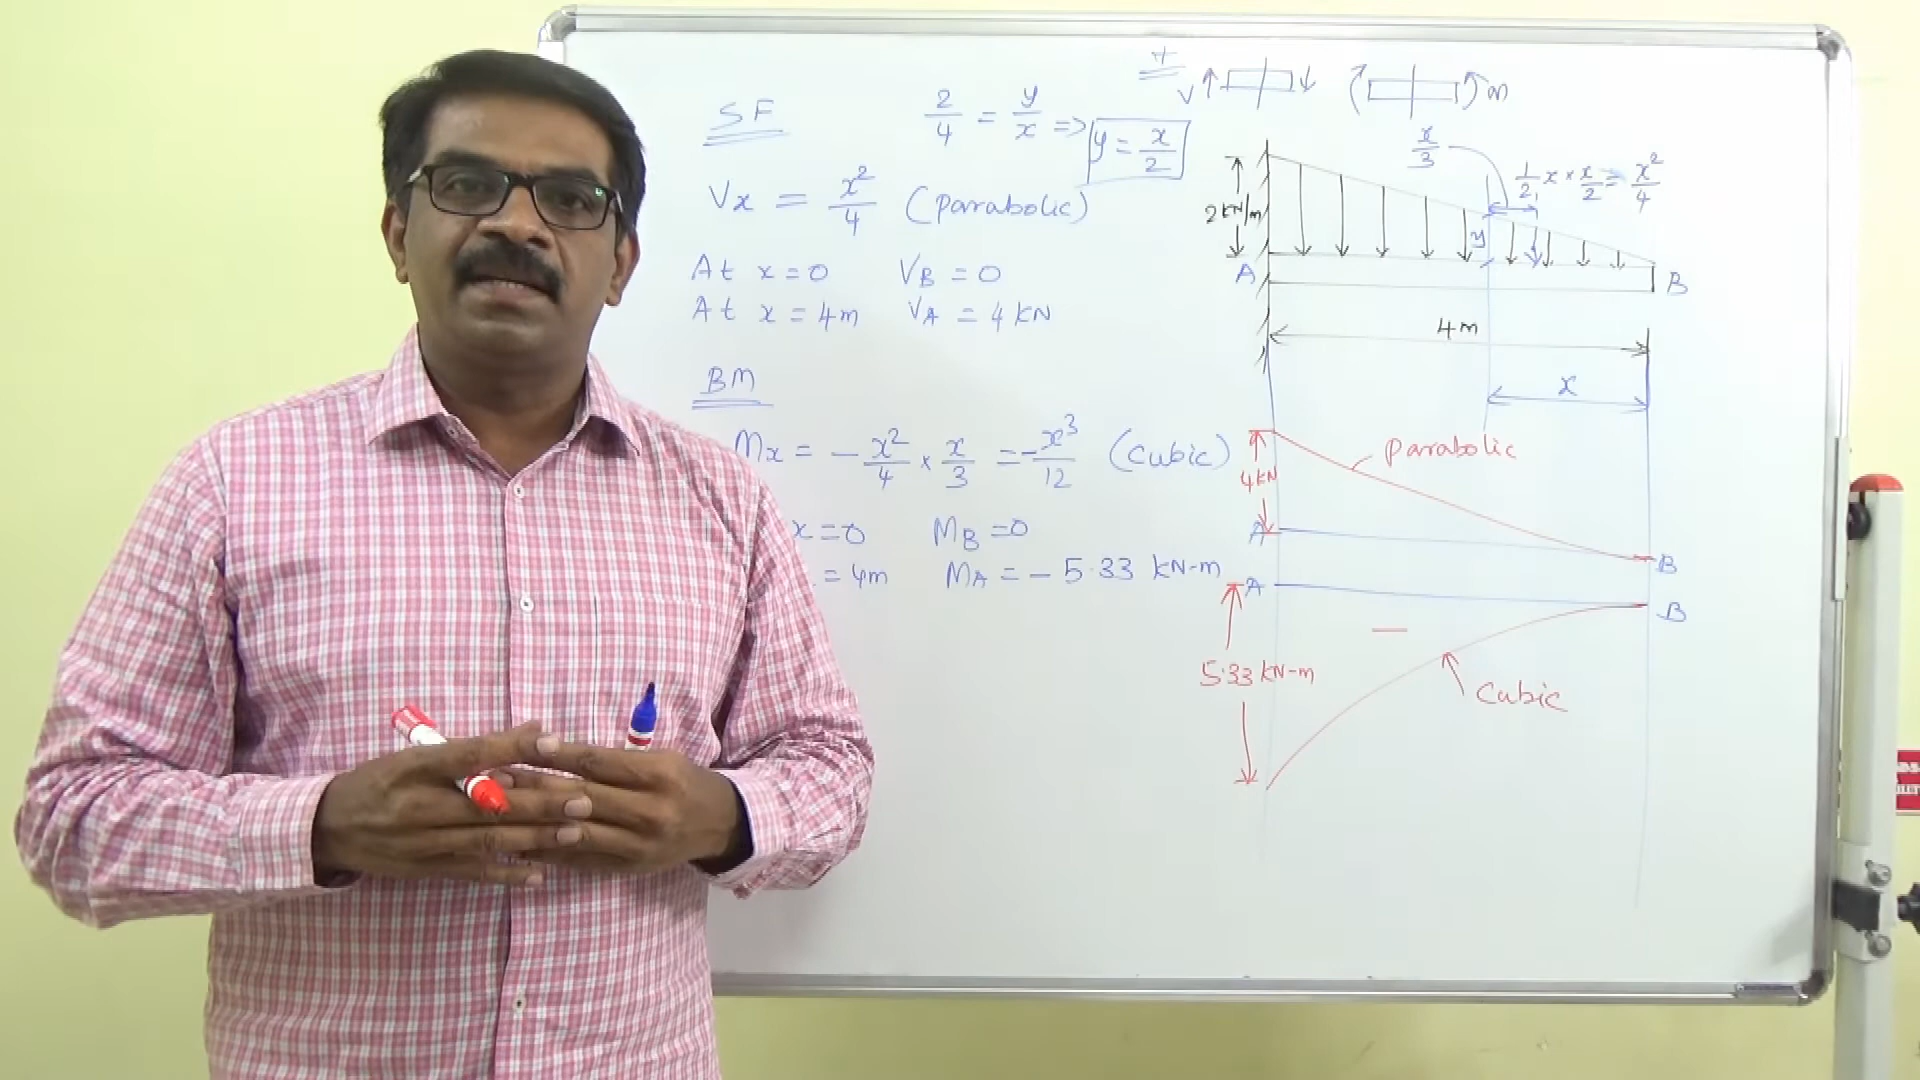 SF
2/4 = y/x => y = x/2
Vx = x²/4 (Parabolic)
At x = 0 VB = 0
At x = 4m VA = 4 KN
BM
Mx = - x²/4 × x/3 = - x³/12 (Cubic)
x = 0 MB = 0
= 4m MA = - 5.33 KN-m
+
V
m
x/3
1/2 x × x/2 = x²/4
2 KN/m
y
A
B
4m
x
Parabolic
4KN
A
B
A
B
5.33 KN-m
Cubic